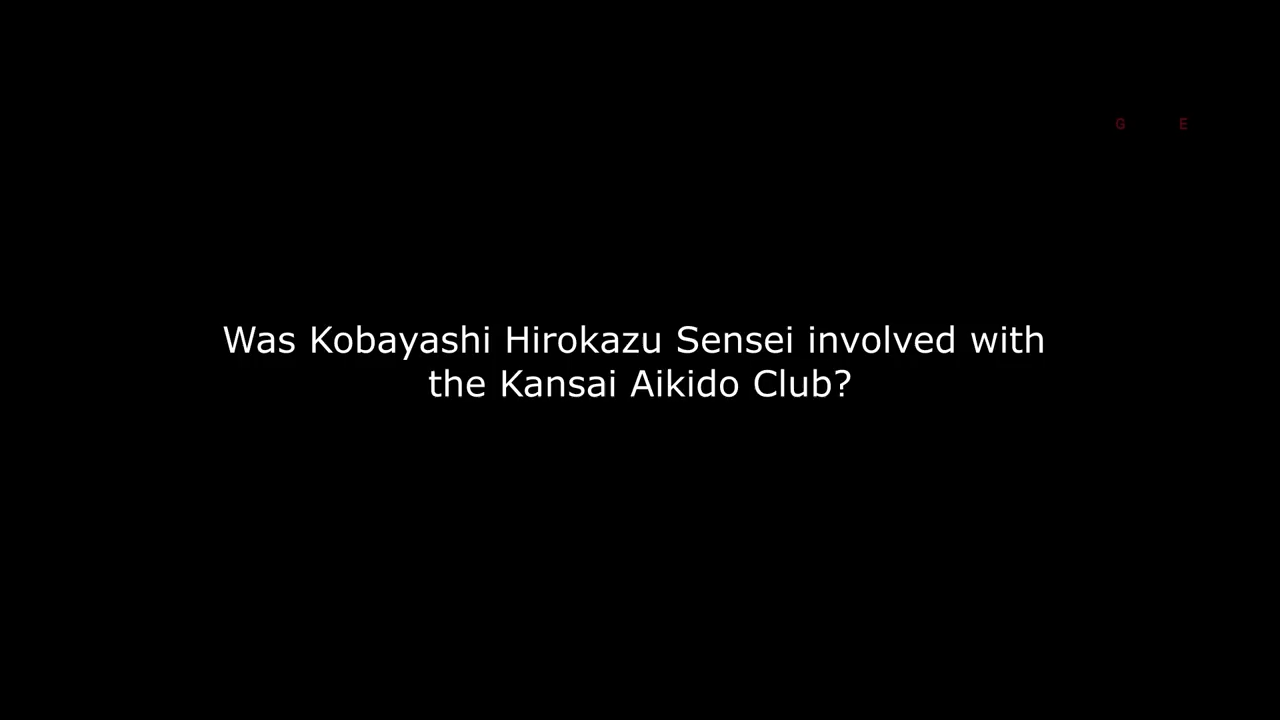 G E
Was Kobayashi Hirokazu Sensei involved with
the Kansai Aikido Club?